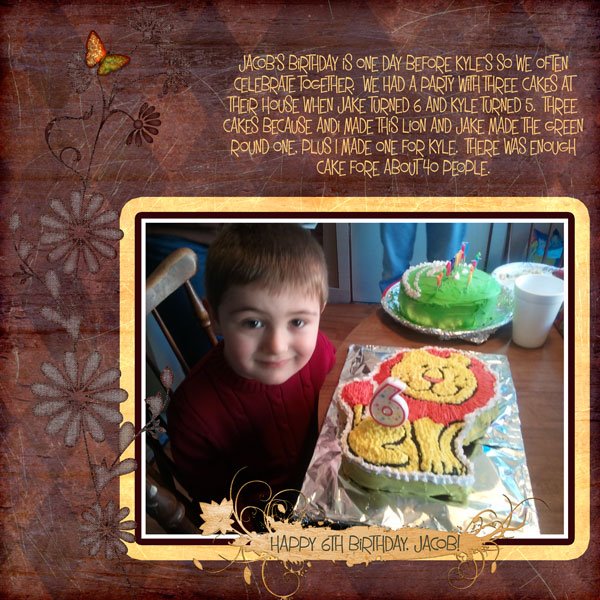 JACOB'S BIRTHDAY IS ONE DAY BEFORE KYLE'S SO WE OFTEN
CELEBRATE TOGETHER WE HAD A PARTY WITH THREE CAKES AT
THEIR HOUSE WHEN JAKE TURNED 6 AND KYLE TURNED 5. THREE
CAKES BECAUSE ANDI MADE THIS LION AND JAKE MADE THE GREEN
ROUND ONE, PLUS I MADE ONE FOR KYLE. THERE WAS ENOUGH
CAKE FORE ABOUT 40 PEOPLE.
6
HAPPY 6TH BIRTHDAY, JACOB!